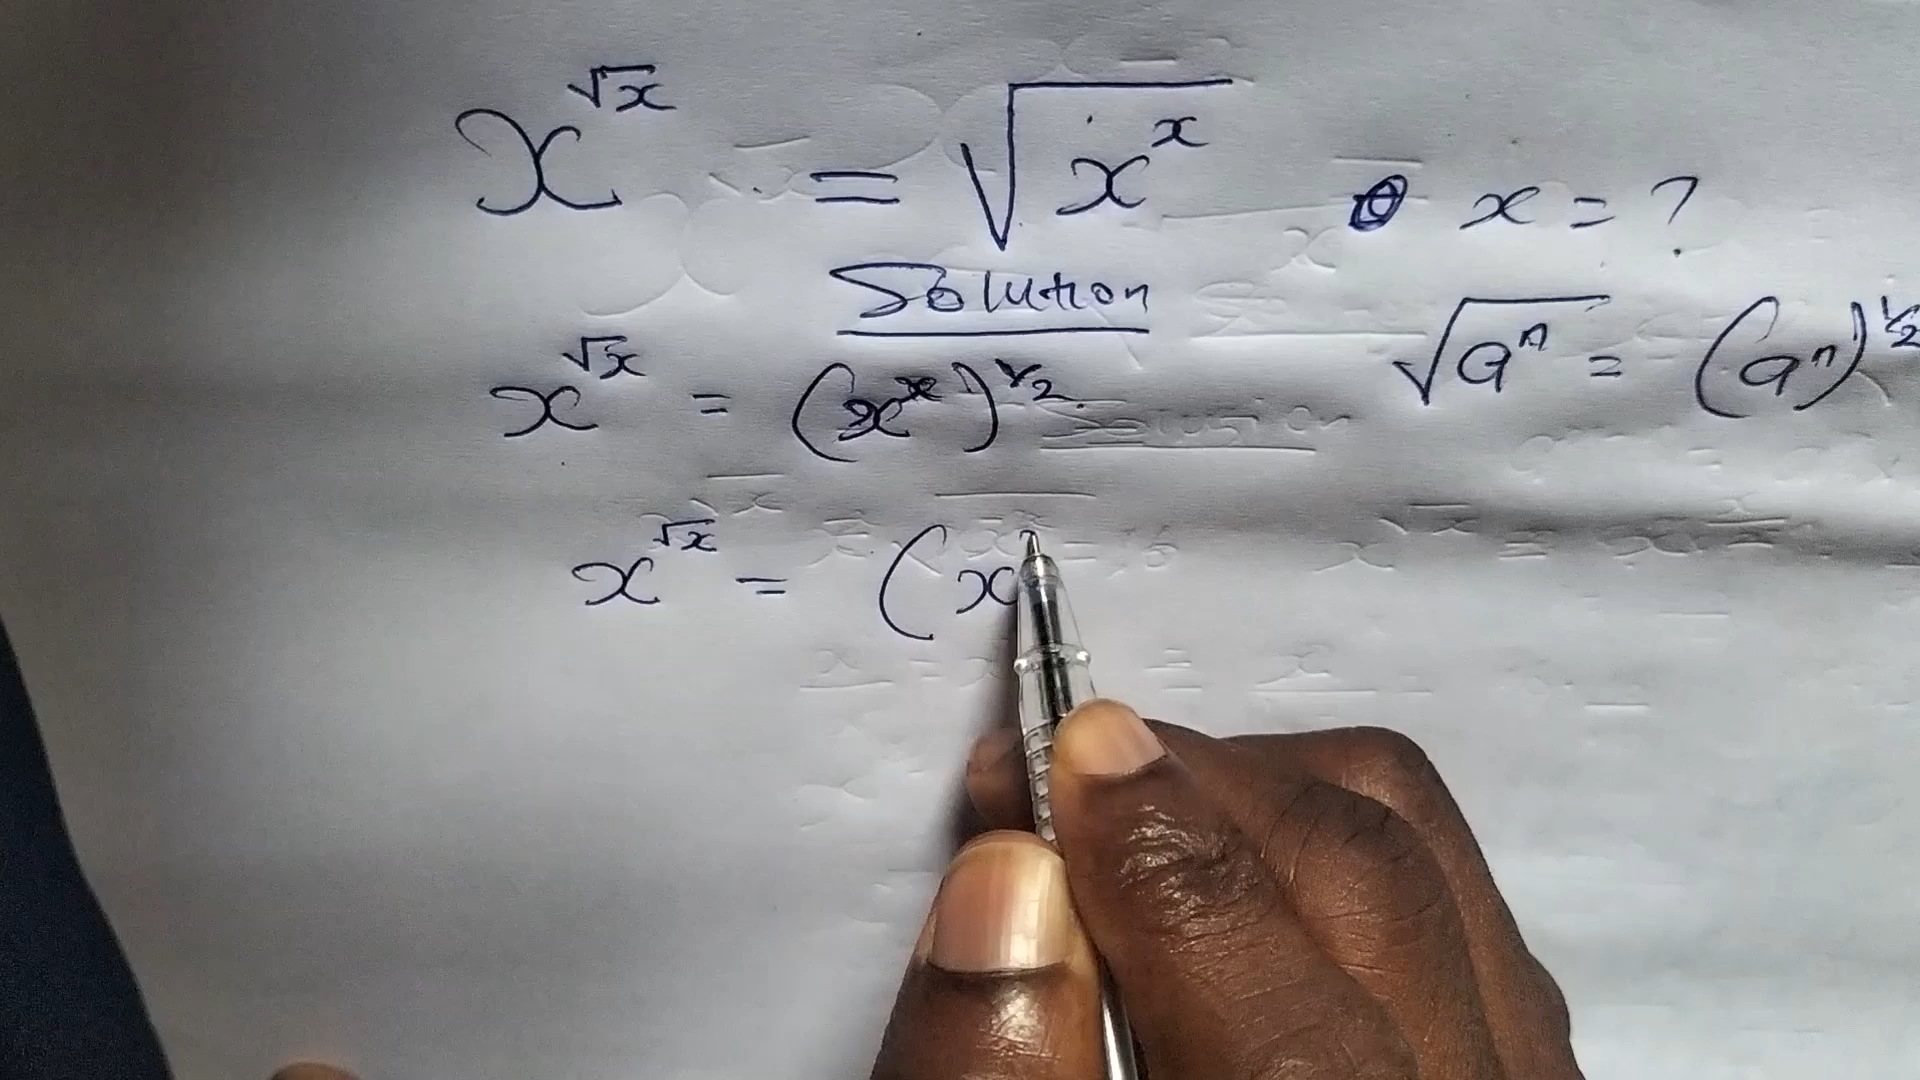 x^√x = √(x^x) x = ?
Solution
x^√x = (x^x)^1/2 √(a^n) = (a^n)^1/2
x^√x = (x